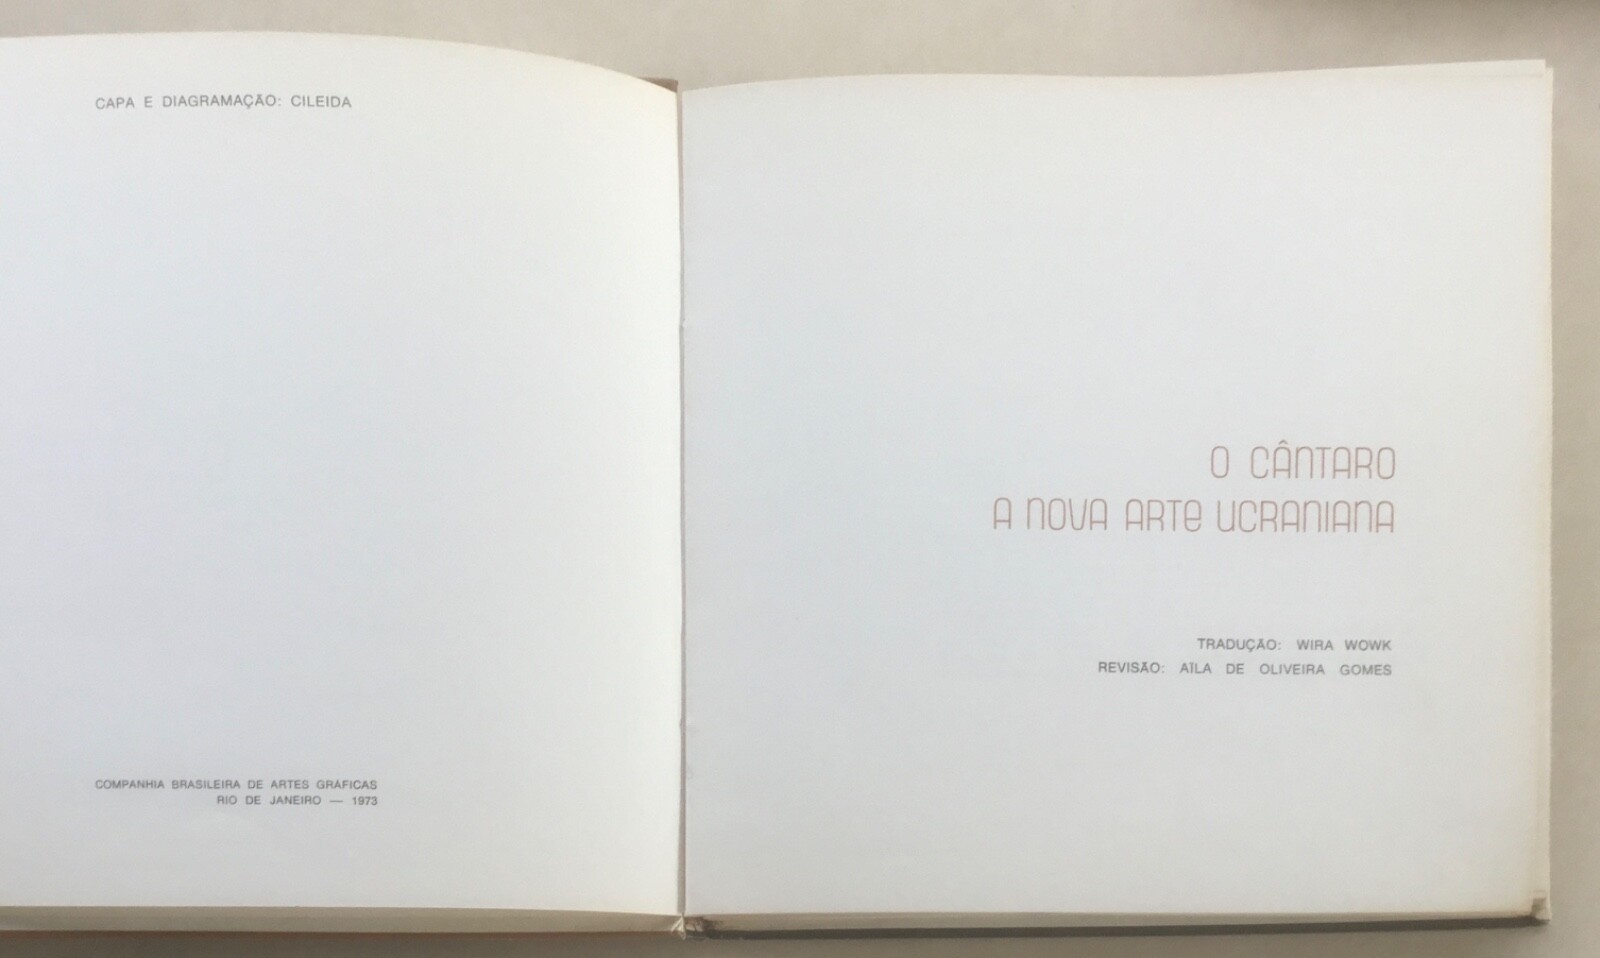 CAPA E DIAGRAMAÇÃO: CILEIDA
COMPANHIA BRASILEIRA DE ARTES GRÁFICAS
RIO DE JANEIRO — 1973
O CÂNTARO
A NOVA ARTE UCRANIANA
TRADUÇÃO: WIRA WOWK
REVISÃO: AÍLA DE OLIVEIRA GOMES